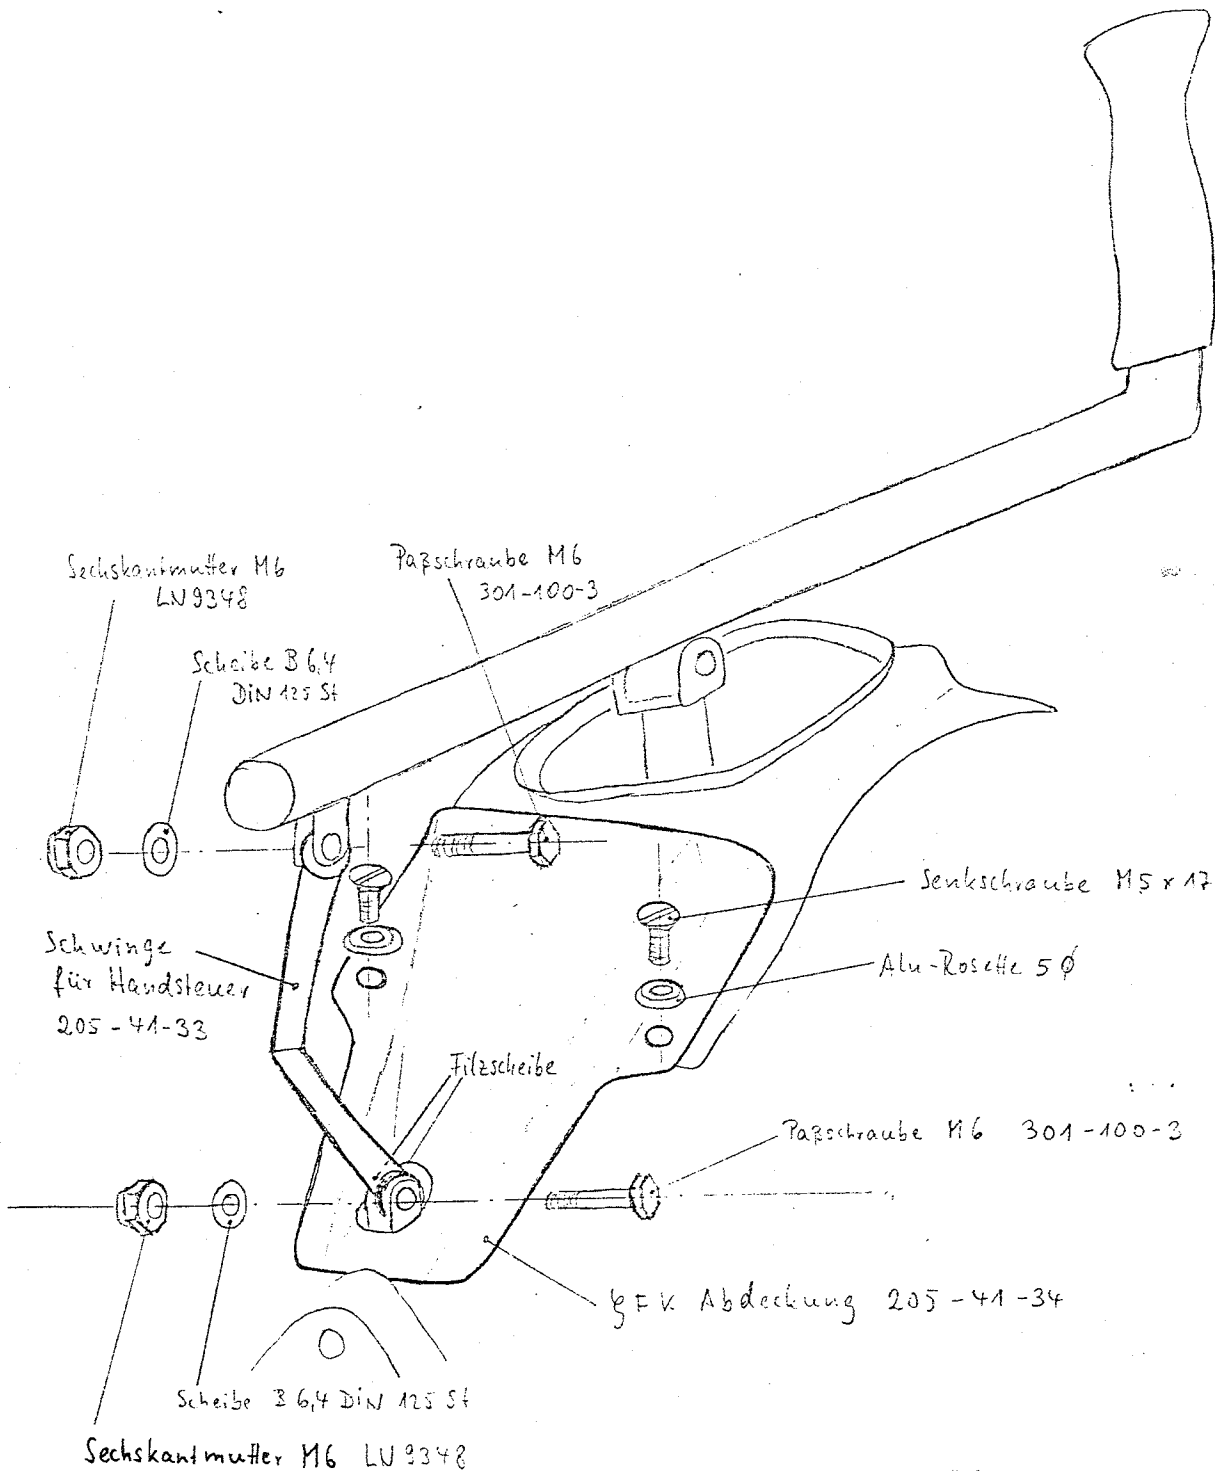 Sechskantmutter M6
LN 9348
Paßschraube M6
301-100-3
Scheibe B 6,4
DiN 125 St
Senkschraube M5 x 17
Schwinge
für Handsteuer
205-41-33
Alu-Rosette 5 Ø
Filzscheibe
Paßschraube M6 301-100-3
GFK Abdeckung 205-41-34
Scheibe B 6,4 DiN 125 St
Sechskantmutter M6 LN 9348